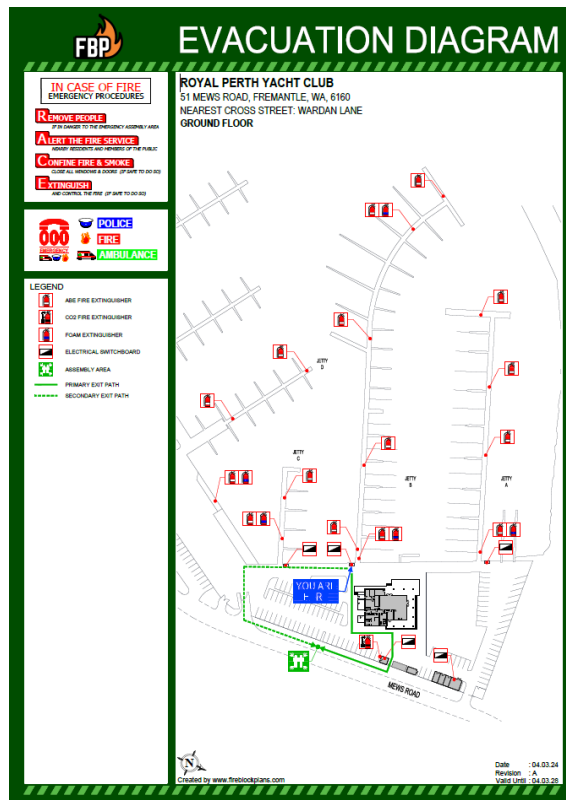 FBP
EVACUATION DIAGRAM
IN CASE OF FIRE
EMERGENCY PROCEDURES
REMOVE PEOPLE
IF IN DANGER TO THE EMERGENCY ASSEMBLY AREA
ALERT THE FIRE SERVICE
NEARBY RESIDENTS AND MEMBERS OF THE PUBLIC
CONFINE FIRE & SMOKE
CLOSE ALL WINDOWS & DOORS (IF SAFE TO DO SO)
EXTINGUISH
AND CONTROL THE FIRE (IF SAFE TO DO SO)
000
EMERGENCY
POLICE
FIRE
AMBULANCE
LEGEND
ABE FIRE EXTINGUISHER
CO2 FIRE EXTINGUISHER
FOAM EXTINGUISHER
ELECTRICAL SWITCHBOARD
ASSEMBLY AREA
PRIMARY EXIT PATH
SECONDARY EXIT PATH
ROYAL PERTH YACHT CLUB
51 MEWS ROAD, FREMANTLE, WA, 6160
NEAREST CROSS STREET: WARDAN LANE
GROUND FLOOR
JETTY
D
JETTY
C
JETTY
B
JETTY
A
YOU ARE
HER
MEWS ROAD
N
Created by www.fireblockplans.com
Date : 04.03.24
Revision : A
Valid Until : 04.03.28